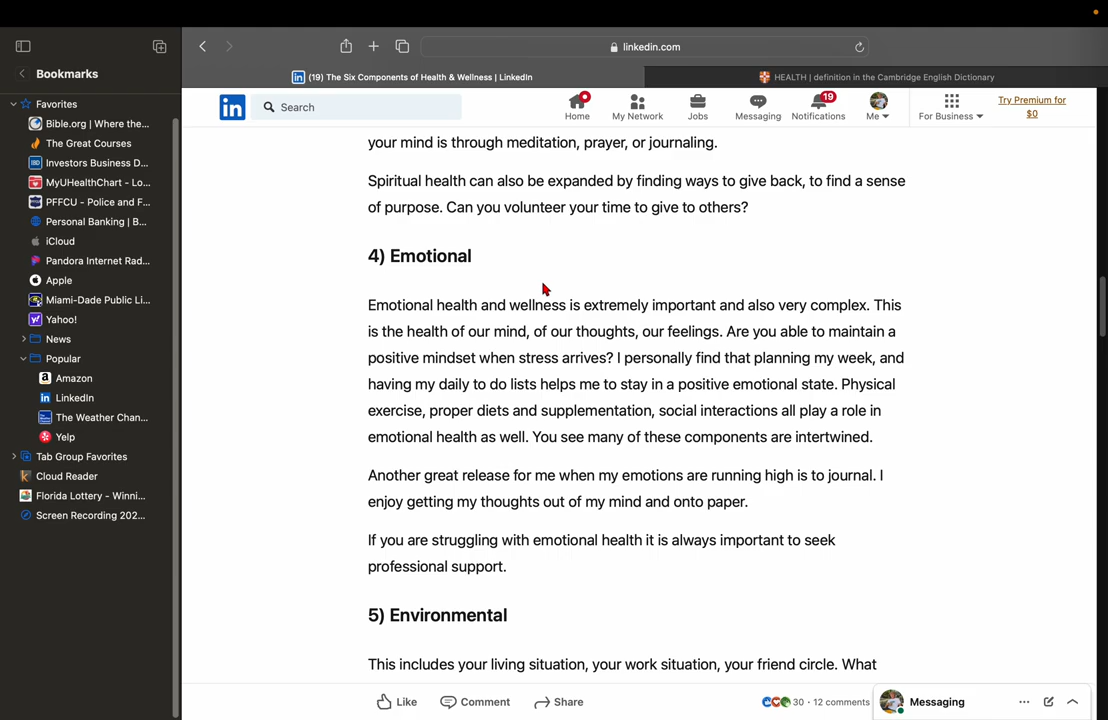 Bookmarks
Favorites
Bible.org | Where the...
The Great Courses
Investors Business D...
MyUHealthChart - Lo...
PFFCU - Police and F...
Personal Banking | B...
iCloud
Pandora Internet Rad...
Apple
Miami-Dade Public Li...
Yahoo!
News
Popular
Amazon
LinkedIn
The Weather Chan...
Yelp
Tab Group Favorites
Cloud Reader
Florida Lottery - Winni...
Screen Recording 202...
linkedin.com
(19) The Six Components of Health & Wellness | LinkedIn
HEALTH | definition in the Cambridge English Dictionary
in
Search
Home
My Network
Jobs
Messaging
19
Notifications
Me
For Business
Try Premium for
$0
your mind is through meditation, prayer, or journaling.
Spiritual health can also be expanded by finding ways to give back, to find a sense
of purpose. Can you volunteer your time to give to others?
4) Emotional
Emotional health and wellness is extremely important and also very complex. This
is the health of our mind, of our thoughts, our feelings. Are you able to maintain a
positive mindset when stress arrives? I personally find that planning my week, and
having my daily to do lists helps me to stay in a positive emotional state. Physical
exercise, proper diets and supplementation, social interactions all play a role in
emotional health as well. You see many of these components are intertwined.
Another great release for me when my emotions are running high is to journal. I
enjoy getting my thoughts out of my mind and onto paper.
If you are struggling with emotional health it is always important to seek
professional support.
5) Environmental
This includes your living situation, your work situation, your friend circle. What
Like
Comment
Share
30 · 12 comments
Messaging